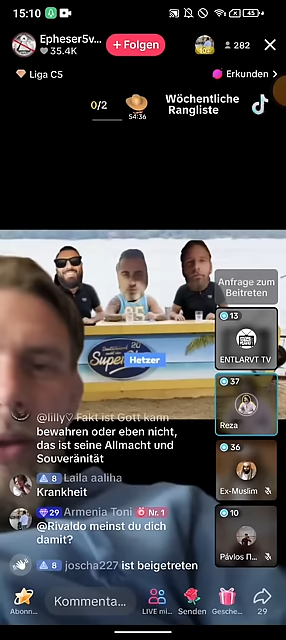 15:10
45
Epheser5v...
35.4K
+ Folgen
282
Liga C5
Erkunden >
0/2
54:36
Wöchentliche
Rangliste
Anfrage zum
Beitreten
Super
Hetzer
13
ENTLARVT TV
37
Reza
36
Ex-Muslim
10
Pávlos Π...
@lilly♡ Fakt ist Gott kann
bewahren oder eben nicht,
das ist seine Allmacht und
Souveränität
8 Laila aaliha
Krankheit
29 Armenia Toni Nr. 1
@Rivaldo meinst du dich
damit?
8 joscha227 ist beigetreten
Abonn...
Kommenta...
LIVE mi...
Senden
Gesche...
29